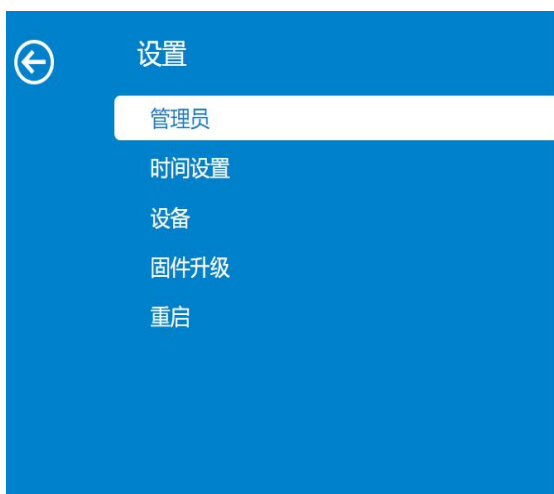 设置
管理员
时间设置
设备
固件升级
重启